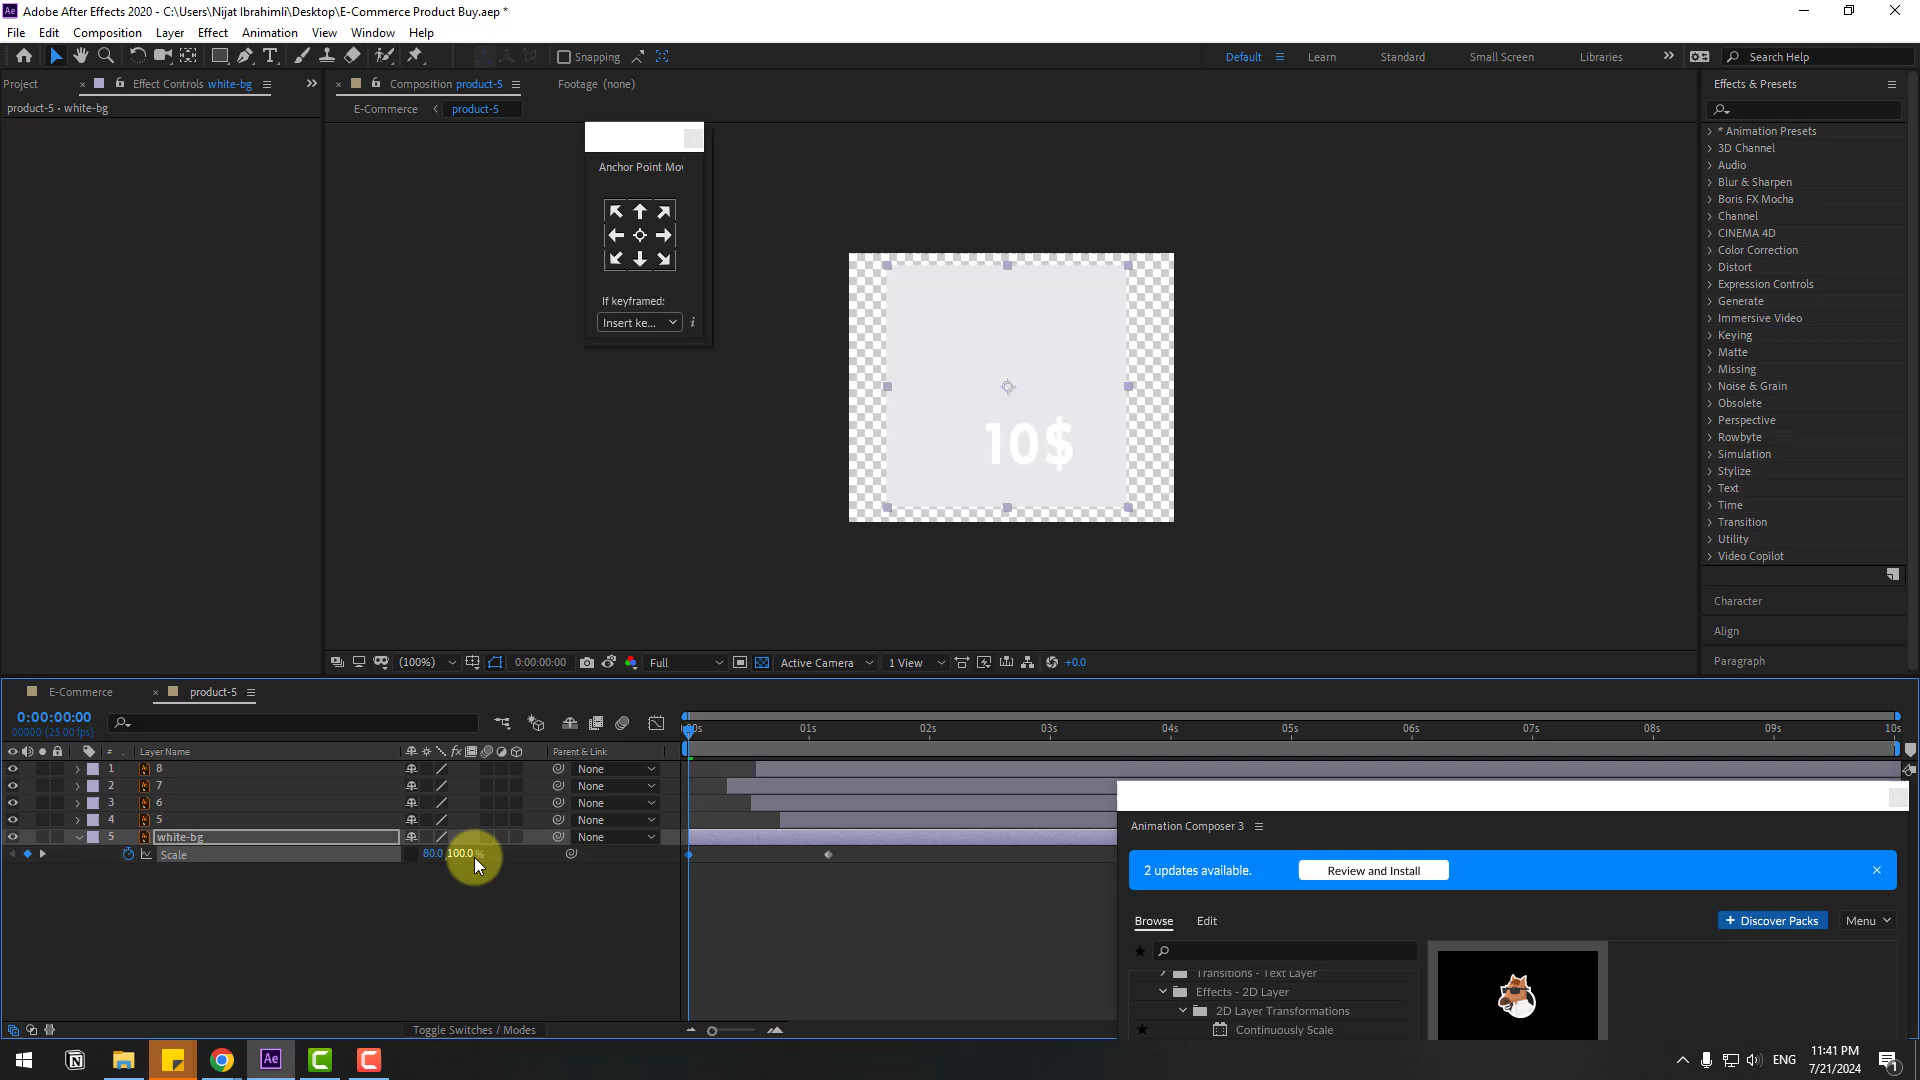 Adobe After Effects 2020 - C:\Users\Nijat Ibrahimli\Desktop\E-Commerce Product Buy.aep *
File Edit Composition Layer Effect Animation View Window Help
Snapping
Default Learn Standard Small Screen Libraries Search Help
Project Effect Controls white-bg Composition product-5 Footage (none) Effects & Presets
product-5 • white-bg E-Commerce product-5
Anchor Point Mov
If keyframed:
Insert ke...
10$
* Animation Presets
3D Channel
Audio
Blur & Sharpen
Boris FX Mocha
Channel
CINEMA 4D
Color Correction
Distort
Expression Controls
Generate
Immersive Video
Keying
Matte
Missing
Noise & Grain
Obsolete
Perspective
Rowbyte
Simulation
Stylize
Text
Time
Transition
Utility
Video Copilot
Character
Align
Paragraph
(100%) 0:00:00:00 Full Active Camera 1 View +0.0
E-Commerce product-5
0:00:00:00
00000 (25.00 fps)
01s 02s 03s 04s 05s 06s 07s 08s 09s 10s
# Layer Name Parent & Link
1 8 None
2 7 None
3 6 None
4 5 None
5 white-bg None
Scale 80.0, 100.0 %
Toggle Switches / Modes
Animation Composer 3
2 updates available. Review and Install
Browse Edit + Discover Packs Menu
Transitions - Text Layer
Effects - 2D Layer
2D Layer Transformations
Continuously Scale
ENG 11:41 PM
7/21/2024